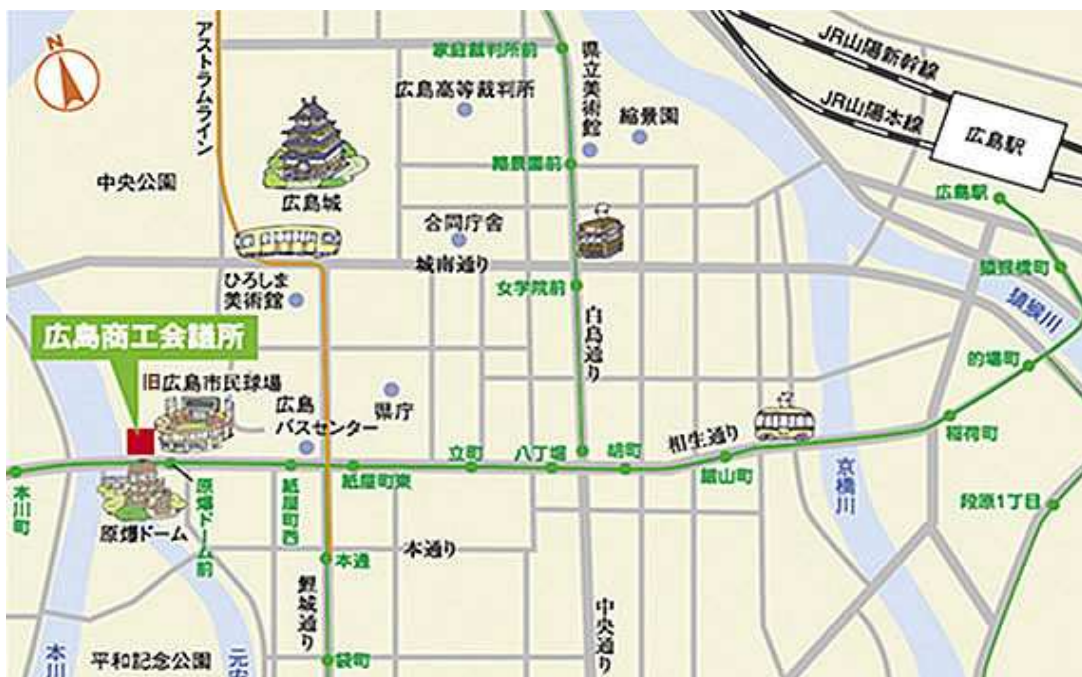 N
アストラムライン
家庭裁判所前
県立美術館
広島高等裁判所
縮景園
JR山陽新幹線
JR山陽本線
広島駅
中央公園
縮景園前
広島駅
広島城
合同庁舎
城南通り
猿猴橋町
ひろしま
美術館
女学院前
猿猴川
広島商工会議所
白島通り
的場町
旧広島市民球場
広島
バスセンター
県庁
相生通り
稲荷町
立町
八丁堀
胡町
銀山町
本川町
原爆ドーム
原爆ドーム前
紙屋町西
紙屋町東
京橋川
段原1丁目
本通り
本通
鯉城通り
中央通り
本川
平和記念公園
元安
袋町